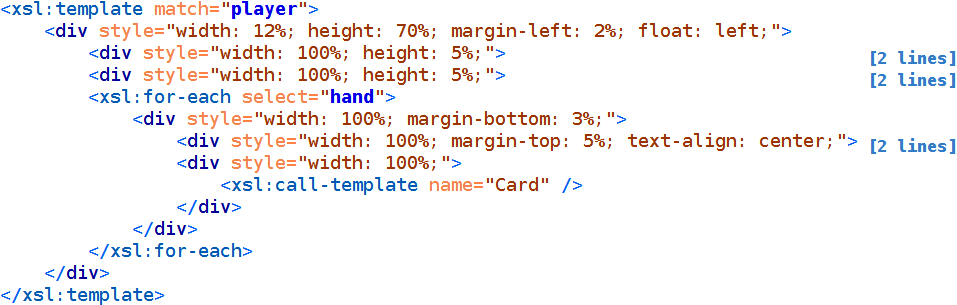 <xsl:template match="player">
    <div style="width: 12%; height: 70%; margin-left: 2%; float: left;">
        <div style="width: 100%; height: 5%;"> [2 lines]
        <div style="width: 100%; height: 5%;"> [2 lines]
        <xsl:for-each select="hand">
            <div style="width: 100%; margin-bottom: 3%;">
                <div style="width: 100%; margin-top: 5%; text-align: center;"> [2 lines]
                <div style="width: 100%;">
                    <xsl:call-template name="Card" />
                </div>
            </div>
        </xsl:for-each>
    </div>
</xsl:template>